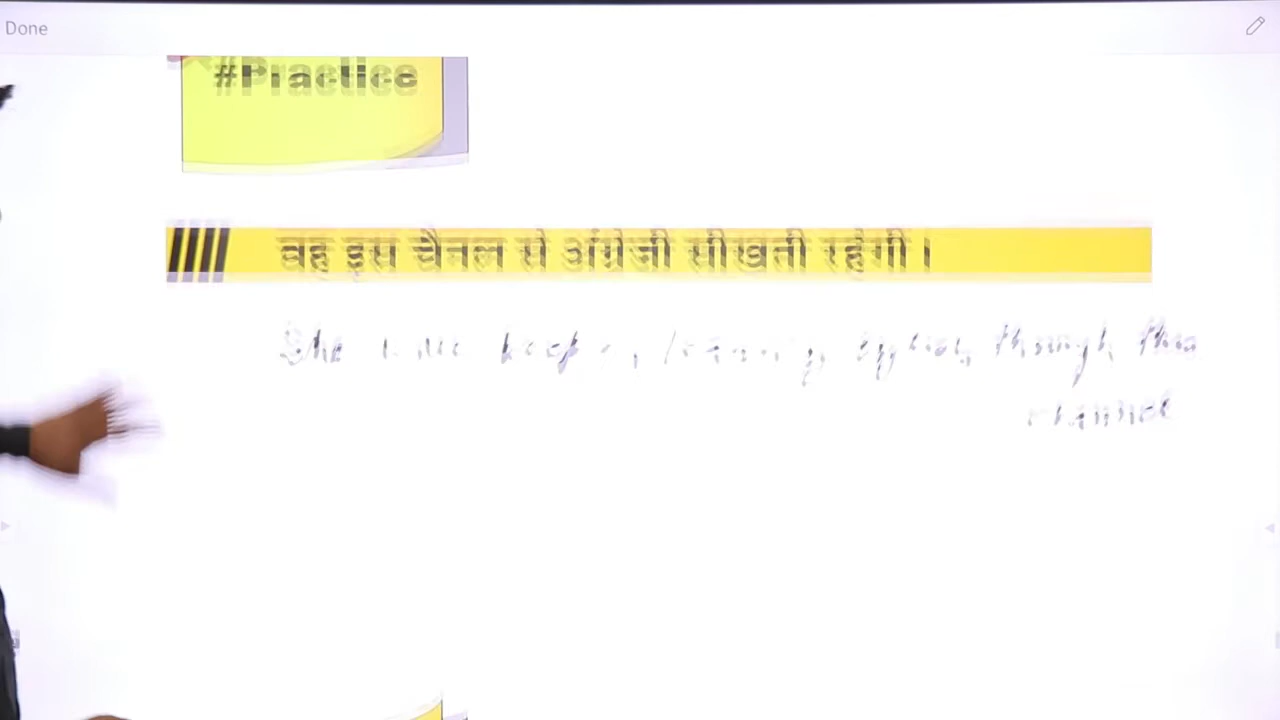 Done
#Practice
वह इस चैनल से अंग्रेजी सीखती रहेगी।
She will keep on learning English through this
channel